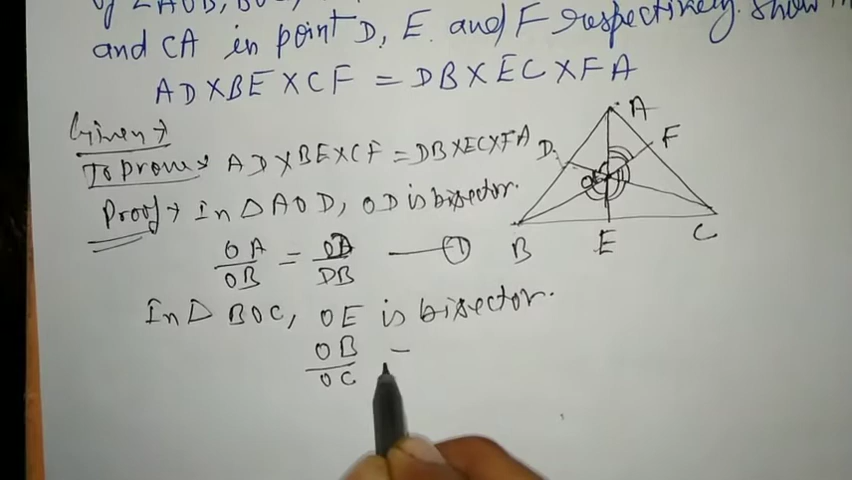 of ∠AOB,
and CA in point D, E and F respectively. Show
AD×BE×CF = DB×EC×FA
Given →
To prove → AD×BE×CF = DB×EC×FA
Proof → In △AOD, OD is bisector.
OA/OB = /DB —— ①
In △ BOC, OE is bisector.
OB/OC =
A
F
D
O
B
E
C